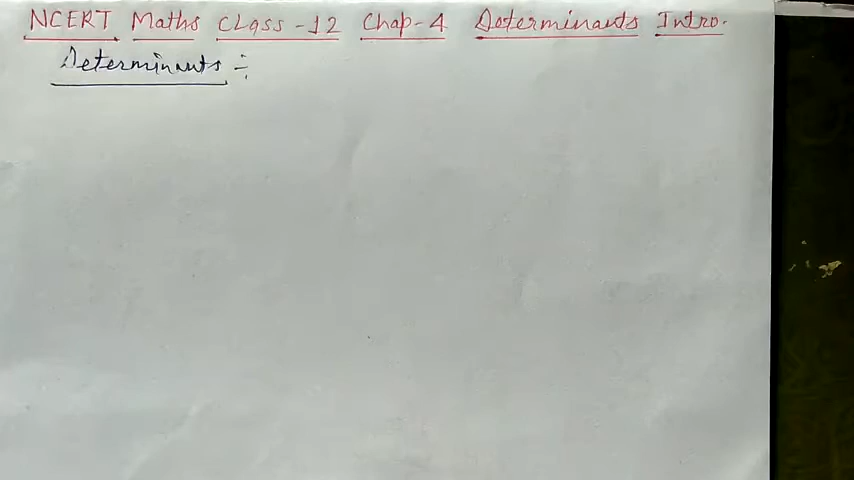 NCERT Maths Class -12 Chap-4 Determinants Intro.
Determinants ÷